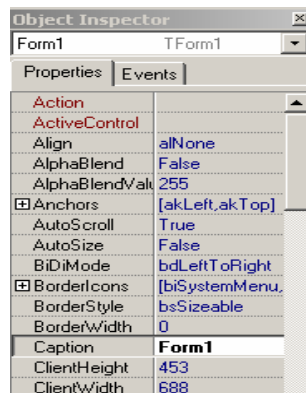 Object Inspector
Form1 TForm1
Properties Events
Action
ActiveControl
Align alNone
AlphaBlend False
AlphaBlendValu 255
Anchors [akLeft,akTop]
AutoScroll True
AutoSize False
BiDiMode bdLeftToRight
BorderIcons [biSystemMenu,
BorderStyle bsSizeable
BorderWidth 0
Caption Form1
ClientHeight 453
ClientWidth 688